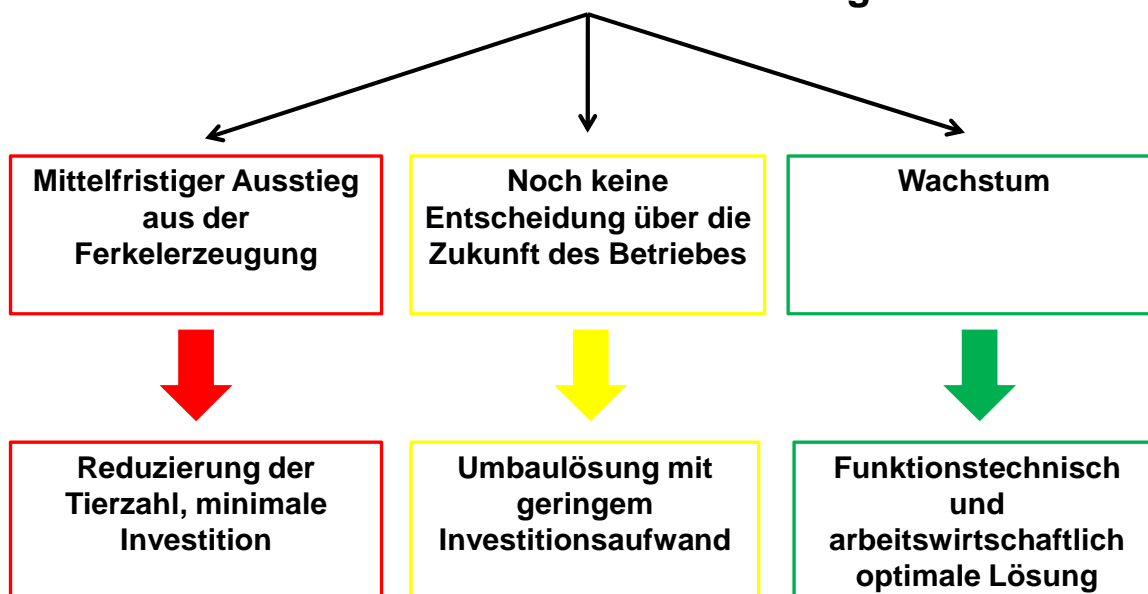 Mittelfristiger Ausstieg
aus der
Ferkelerzeugung
Noch keine
Entscheidung über die
Zukunft des Betriebes
Wachstum
Reduzierung der
Tierzahl, minimale
Investition
Umbaulösung mit
geringem
Investitionsaufwand
Funktionstechnisch
und
arbeitswirtschaftlich
optimale Lösung